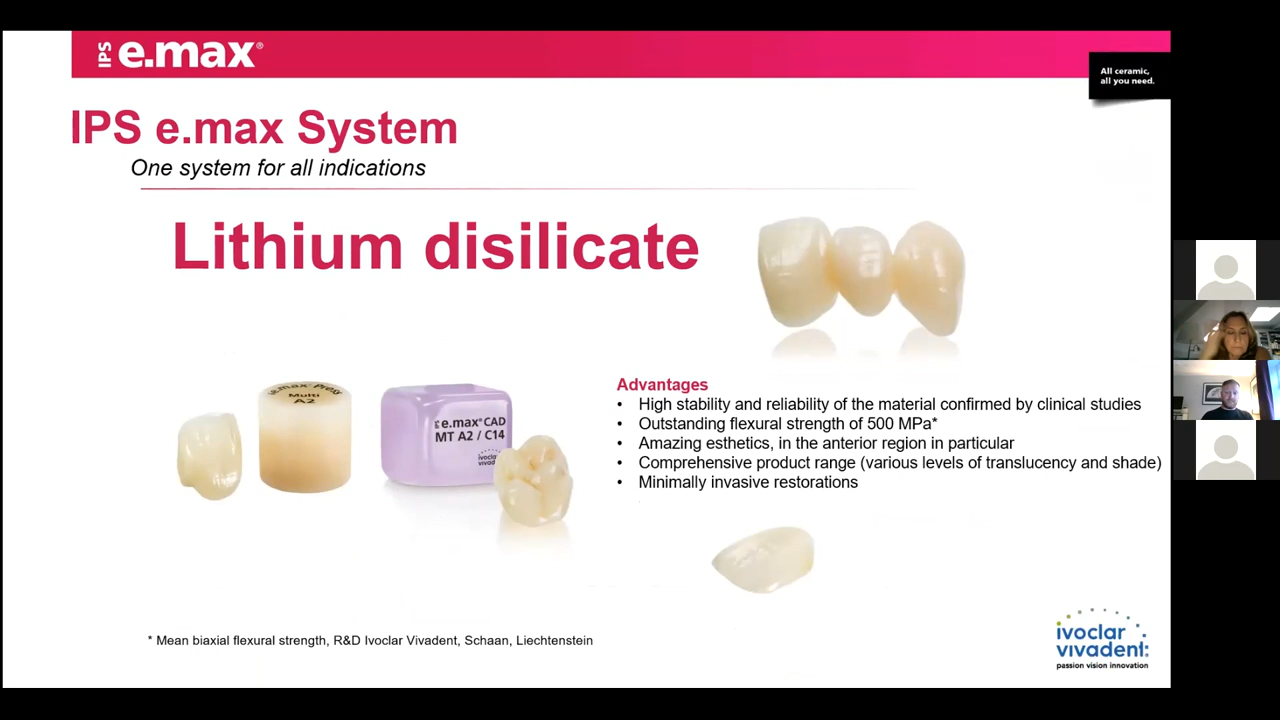 IPS e.max®
All ceramic,
all you need.
IPS e.max System
One system for all indications
Lithium disilicate
e.max Press
Multi
A2
IPS e.max® CAD
MT A2 / C14
ivoclar
vivadent
Advantages
• High stability and reliability of the material confirmed by clinical studies
• Outstanding flexural strength of 500 MPa*
• Amazing esthetics, in the anterior region in particular
• Comprehensive product range (various levels of translucency and shade)
• Minimally invasive restorations
* Mean biaxial flexural strength, R&D Ivoclar Vivadent, Schaan, Liechtenstein
ivoclar
vivadent:
passion vision innovation